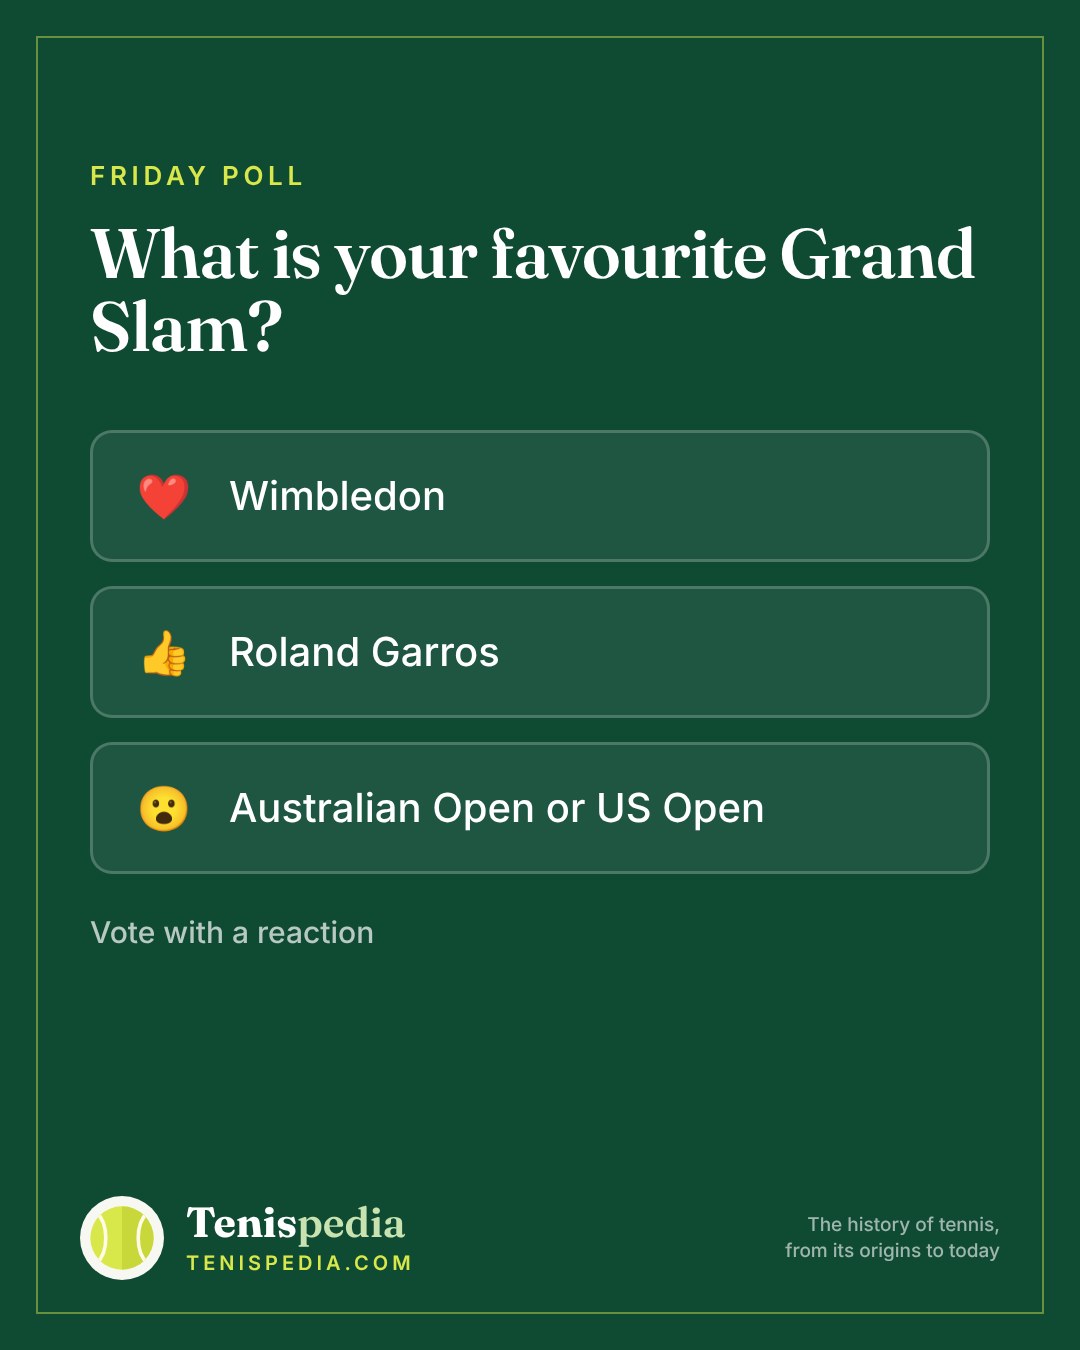 FRIDAY POLL
What is your favourite Grand
Slam?
❤️ Wimbledon
👍 Roland Garros
😮 Australian Open or US Open
Vote with a reaction
Tenispedia
TENISPEDIA.COM
The history of tennis,
from its origins to today